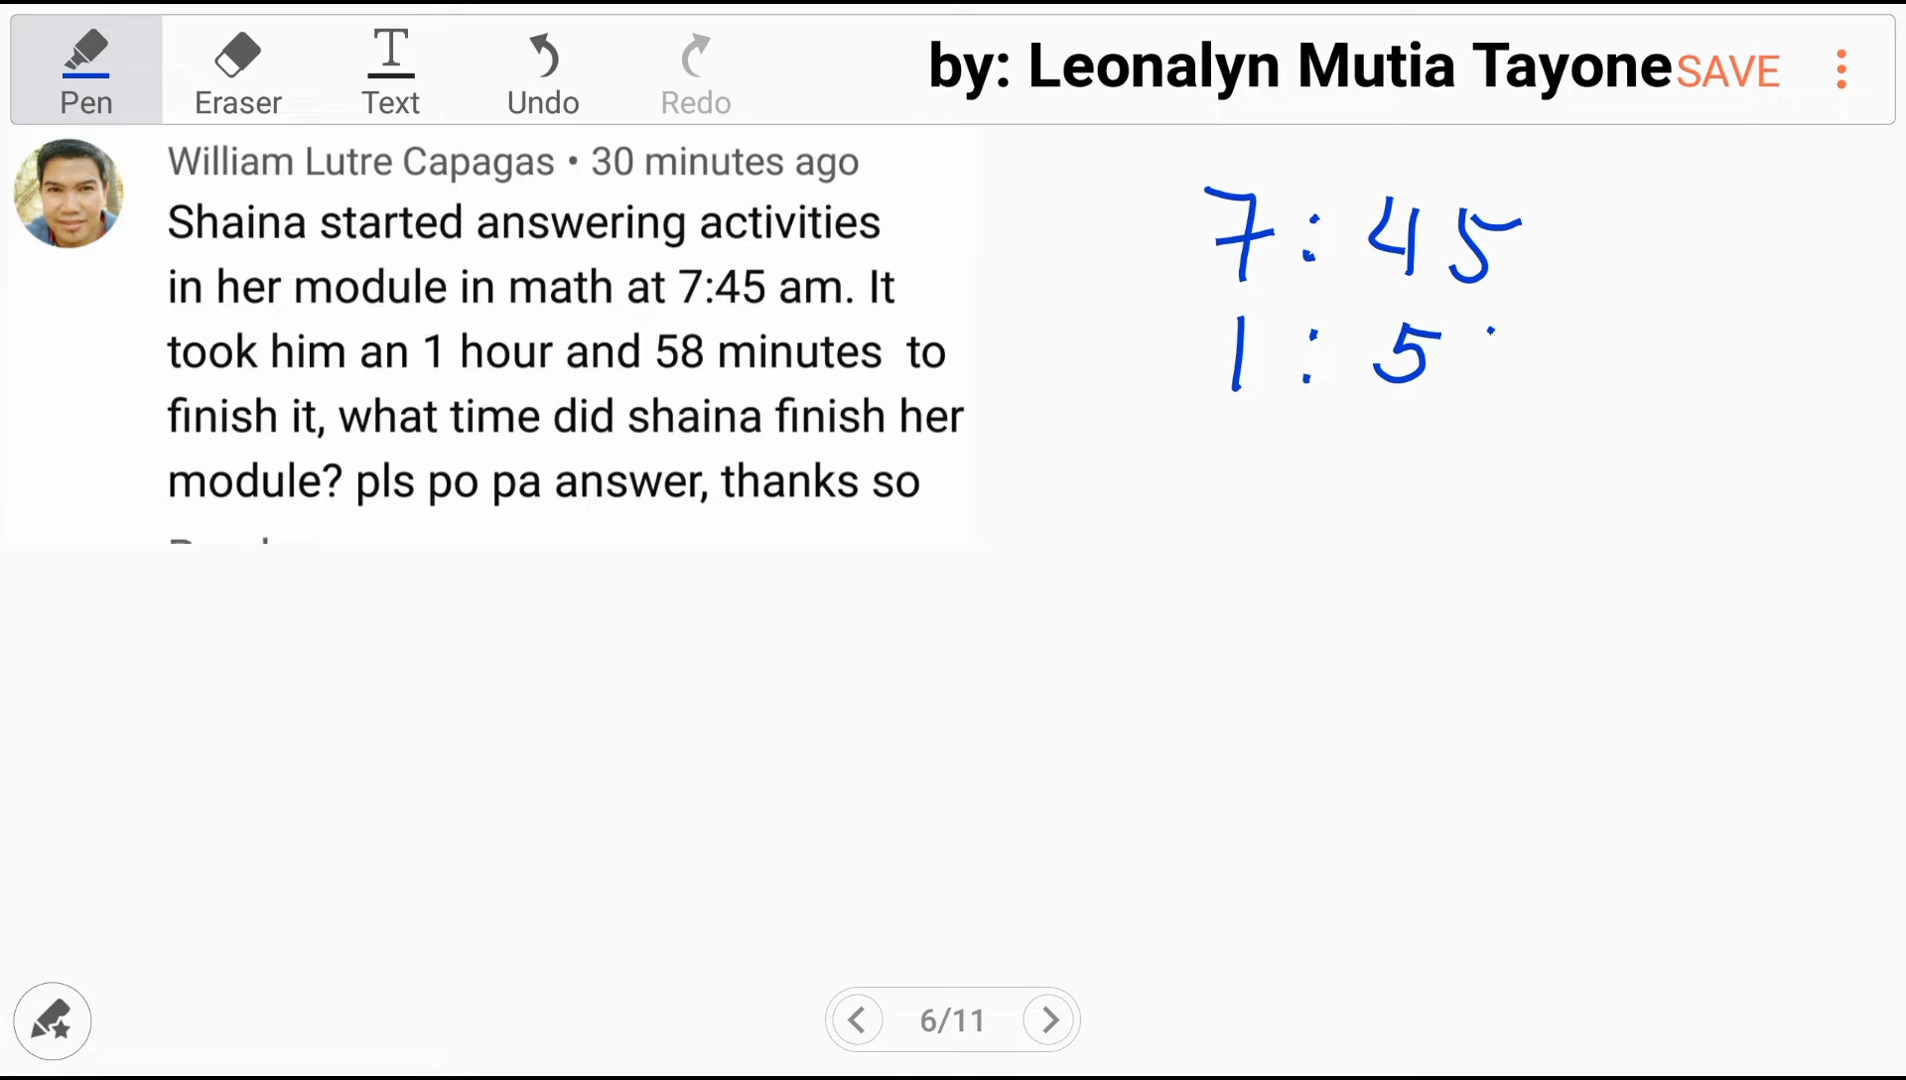 Pen
Eraser
Text
Undo
Redo
by: Leonalyn Mutia Tayone
SAVE
William Lutre Capagas • 30 minutes ago
Shaina started answering activities
in her module in math at 7:45 am. It
took him an 1 hour and 58 minutes to
finish it, what time did shaina finish her
module? pls po pa answer, thanks so
7:45
1:5
6/11